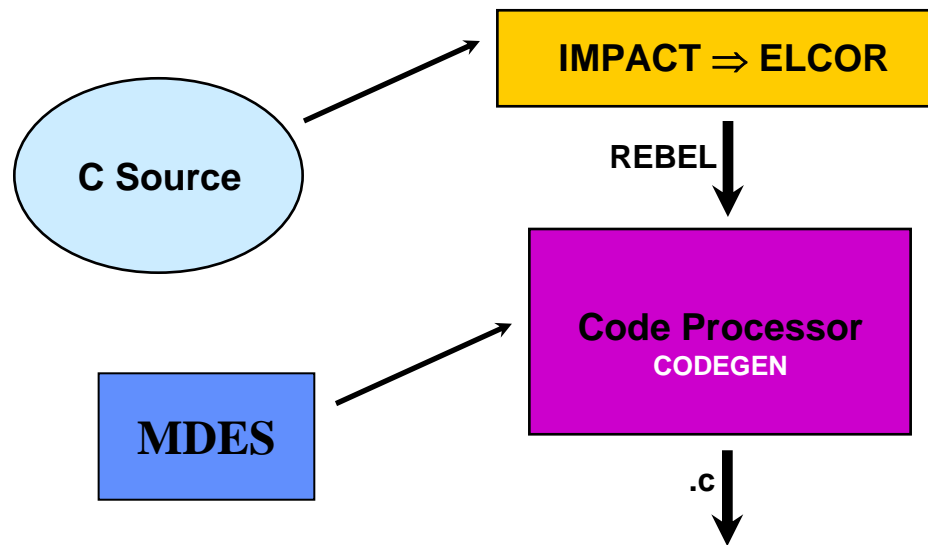 IMPACT ⇒ ELCOR
C Source
REBEL
Code Processor
CODEGEN
MDES
.c